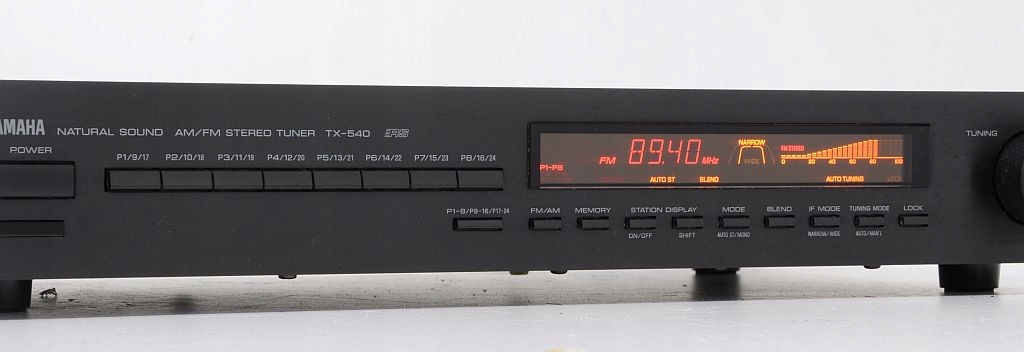 YAMAHA NATURAL SOUND AM/FM STEREO TUNER TX-540 RS
POWER
P1/9/17 P2/10/18 P3/11/19 P4/12/20 P5/13/21 P6/14/22 P7/15/23 P8/16/24
P1-8/P9-16/P17-24
P1-P8 FM 89.40 MHz
AUTO ST BLEND
NARROW
WIDE
FM STEREO
0 20 40 60 80 100
AUTO TUNING LOCK
TUNING
FM/AM MEMORY STATION DISPLAY MODE BLEND IF MODE TUNING MODE LOCK
ON/OFF SHIFT AUTO ST/MONO NARROW/WIDE AUTO/MAN'L